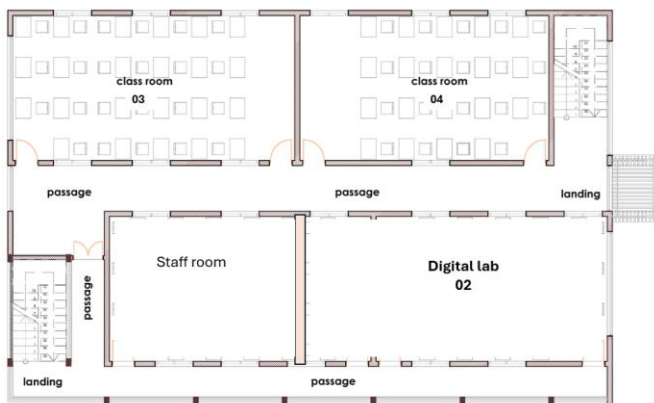 class room
03
class room
04
passage
passage
landing
Staff room
Digital lab
02
passage
landing
passage